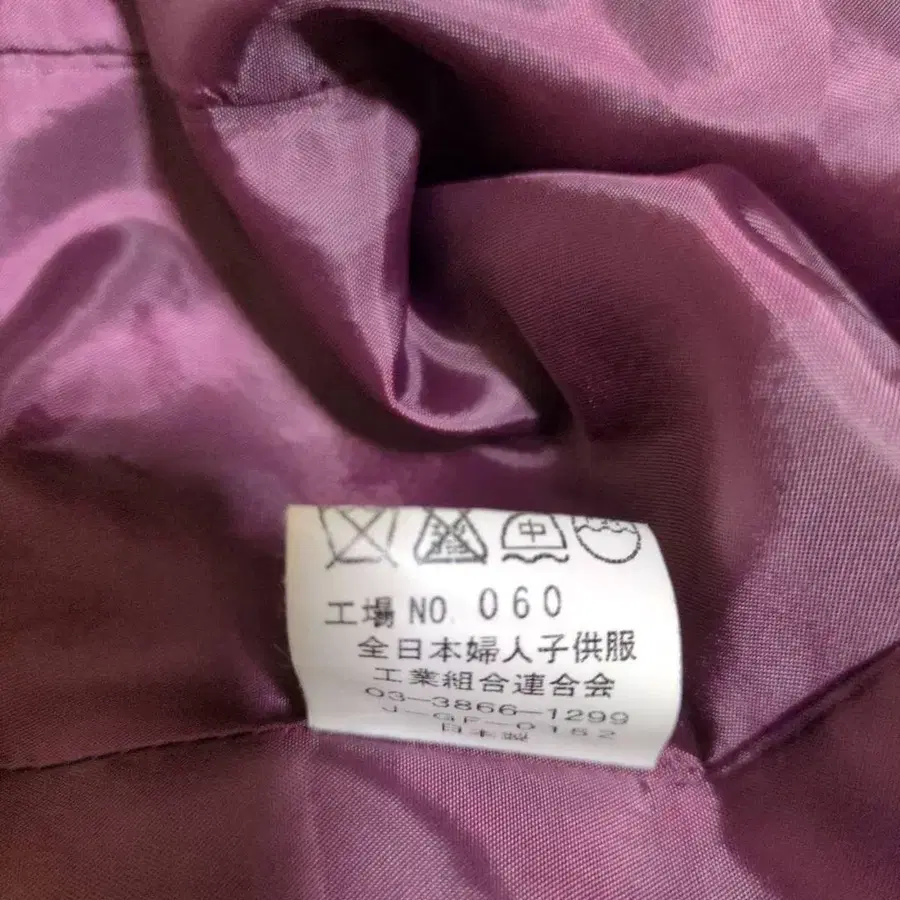 中
工場 NO. 060
全日本婦人子供服
工業組合連合会
03-3866-1299
J-GF-0152
日本製